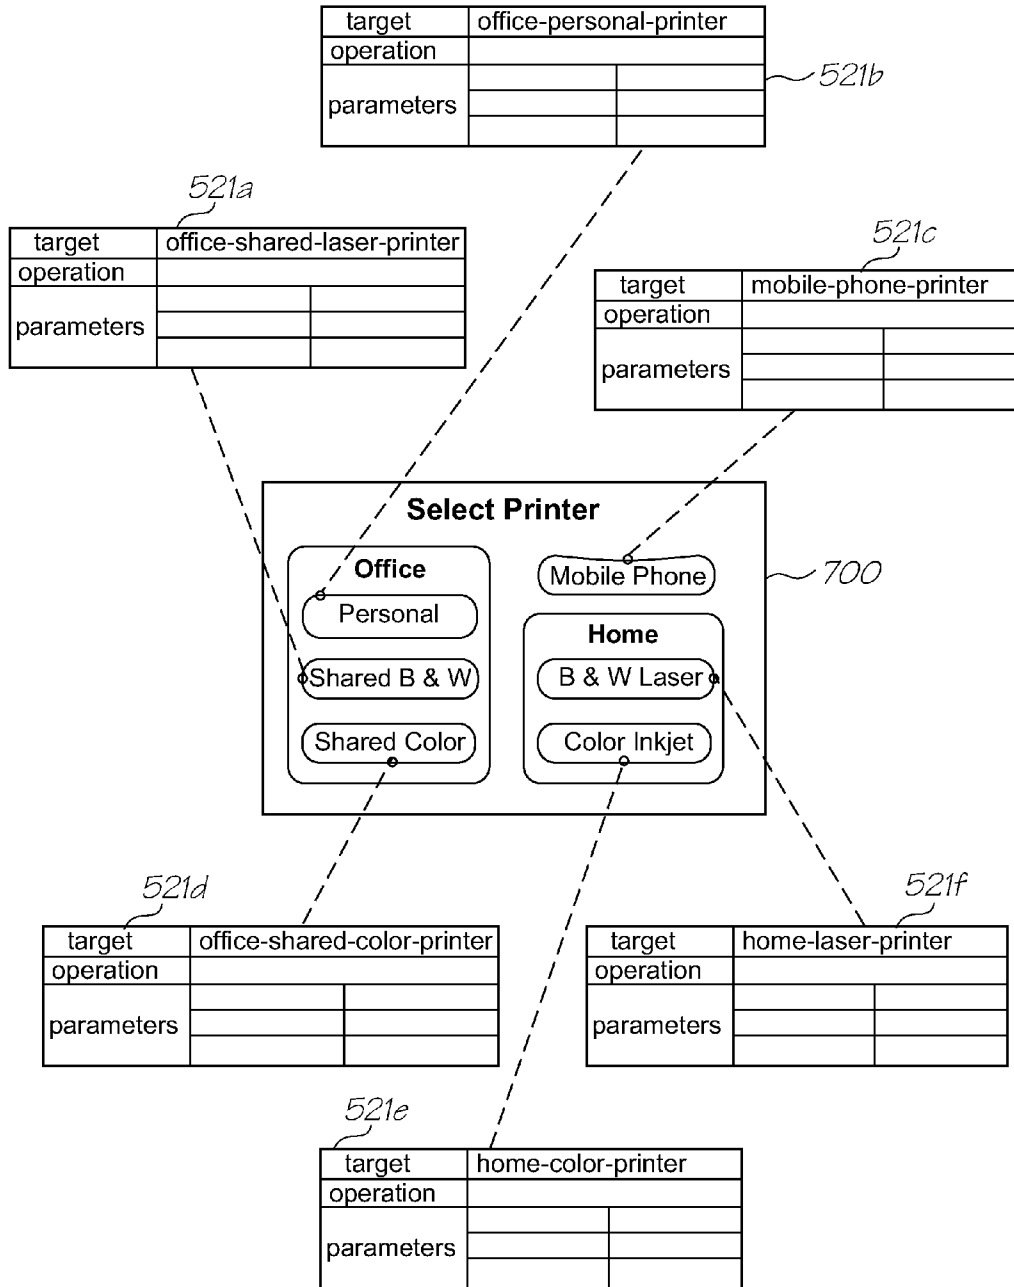 target office-personal-printer
operation
parameters
521b
521a
target office-shared-laser-printer
operation
parameters
521c
target mobile-phone-printer
operation
parameters
Select Printer
Office
Personal
Shared B & W
Shared Color
Mobile Phone
Home
B & W Laser
Color Inkjet
700
521d
target office-shared-color-printer
operation
parameters
521f
target home-laser-printer
operation
parameters
521e
target home-color-printer
operation
parameters